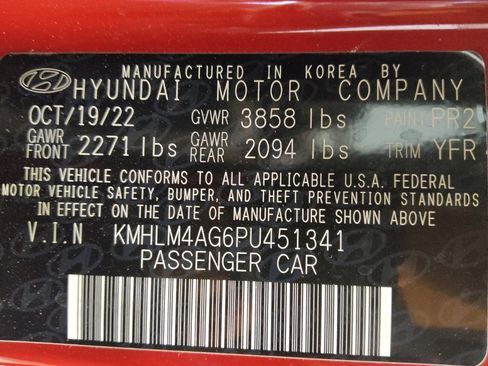 MANUFACTURED IN KOREA BY
HYUNDAI MOTOR COMPANY
OCT/19/22 GVWR 3858 lbs PAINT PR2
GAWR FRONT 2271 lbs GAWR REAR 2094 lbs TRIM YFR
THIS VEHICLE CONFORMS TO ALL APPLICABLE U.S.A. FEDERAL
MOTOR VEHICLE SAFETY, BUMPER, AND THEFT PREVENTION STANDARDS
IN EFFECT ON THE DATE OF MANUFACTURE SHOWN ABOVE.
V.I.N KMHLM4AG6PU451341
PASSENGER CAR